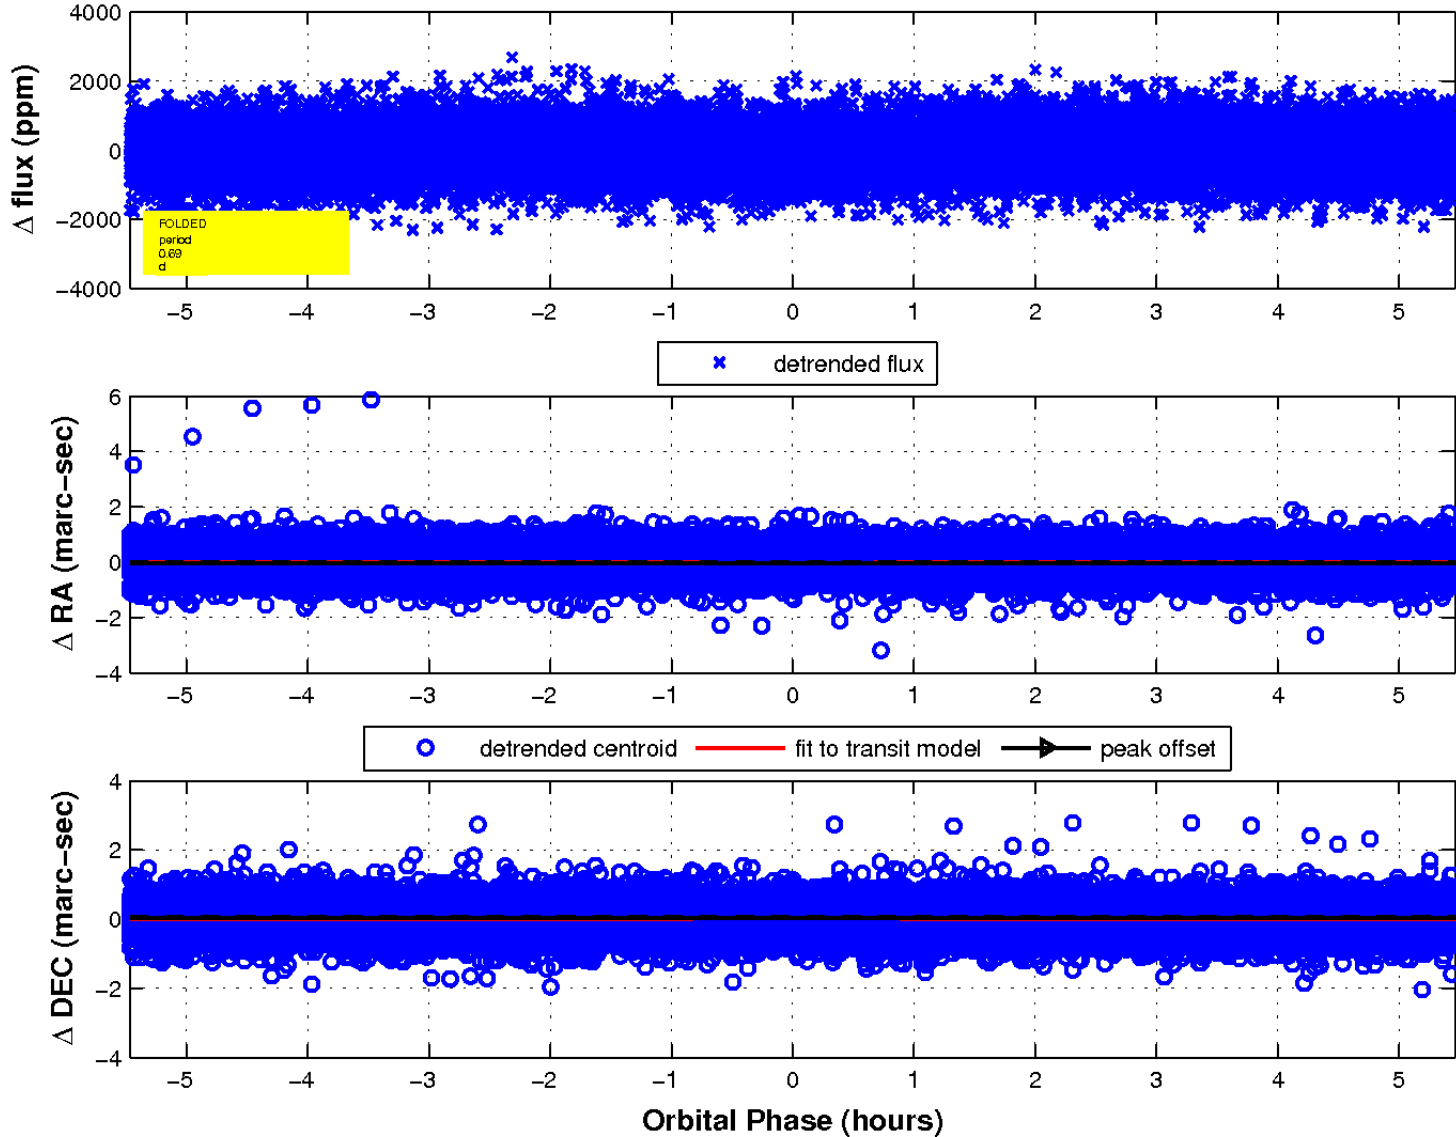 4000
2000
0
−2000
−4000
Δ flux (ppm)
FOLDED
period
0.69
d
−5 −4 −3 −2 −1 0 1 2 3 4 5
detrended flux
6
4
2
0
−2
−4
Δ RA (marc−sec)
−5 −4 −3 −2 −1 0 1 2 3 4 5
detrended centroid fit to transit model peak offset
4
2
0
−2
−4
Δ DEC (marc−sec)
−5 −4 −3 −2 −1 0 1 2 3 4 5
Orbital Phase (hours)